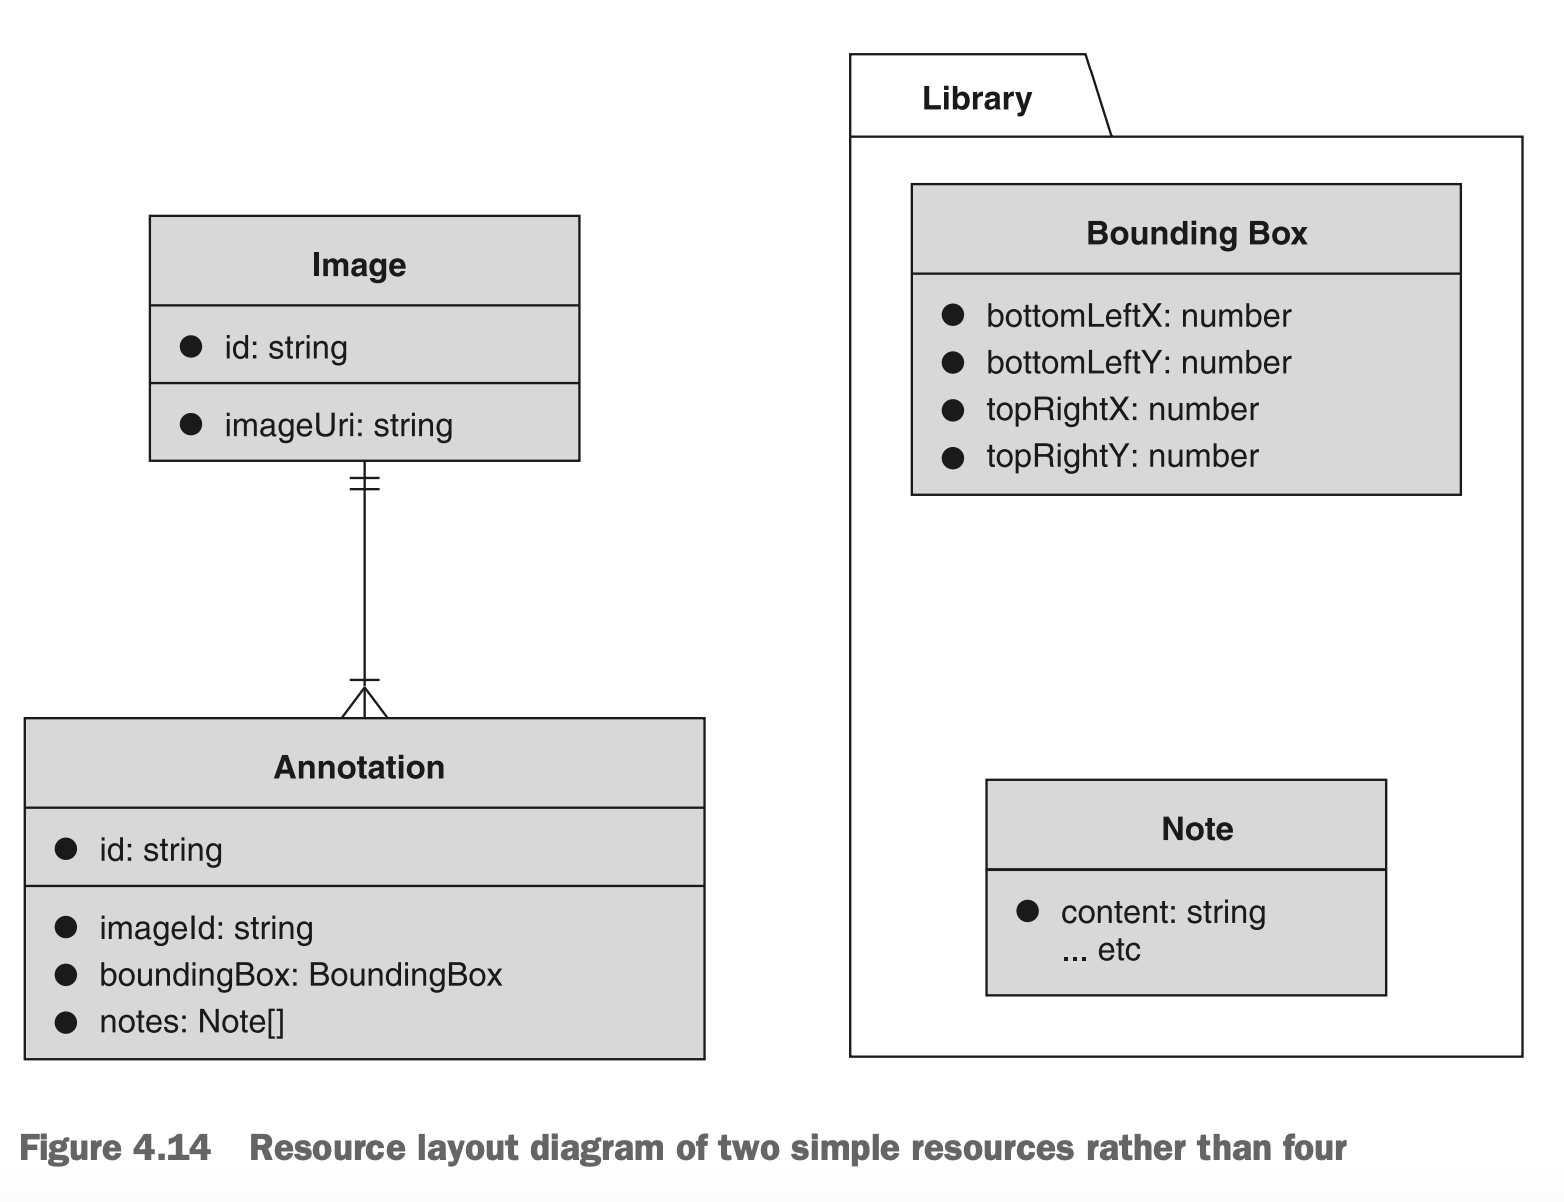 Image
id: string
imageUri: string
Annotation
id: string
imageId: string
boundingBox: BoundingBox
notes: Note[]
Library
Bounding Box
bottomLeftX: number
bottomLeftY: number
topRightX: number
topRightY: number
Note
content: string
... etc
Figure 4.14 Resource layout diagram of two simple resources rather than four